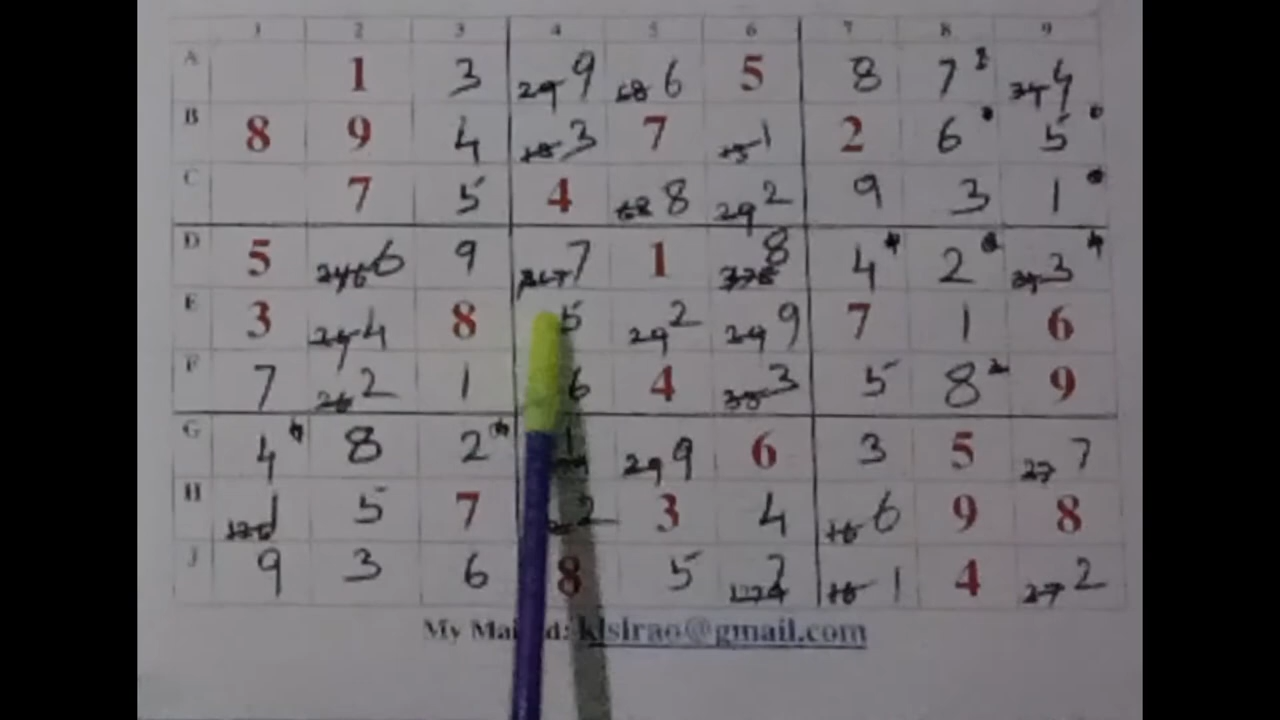 1 2 3 4 5 6 7 8 9
A 1 3 9 6 5 8 7 4
B 8 9 4 3 7 1 2 6 5
C 7 5 4 8 2 9 3 1
D 5 6 9 7 1 8 4 2 3
E 3 4 8 5 2 9 7 1 6
F 7 2 1 6 4 3 5 8 9
G 4 8 2 1 9 6 3 5 7
H 1 5 7 2 3 4 6 9 8
J 9 3 6 8 5 7 1 4 2
klsirao@gmail.com